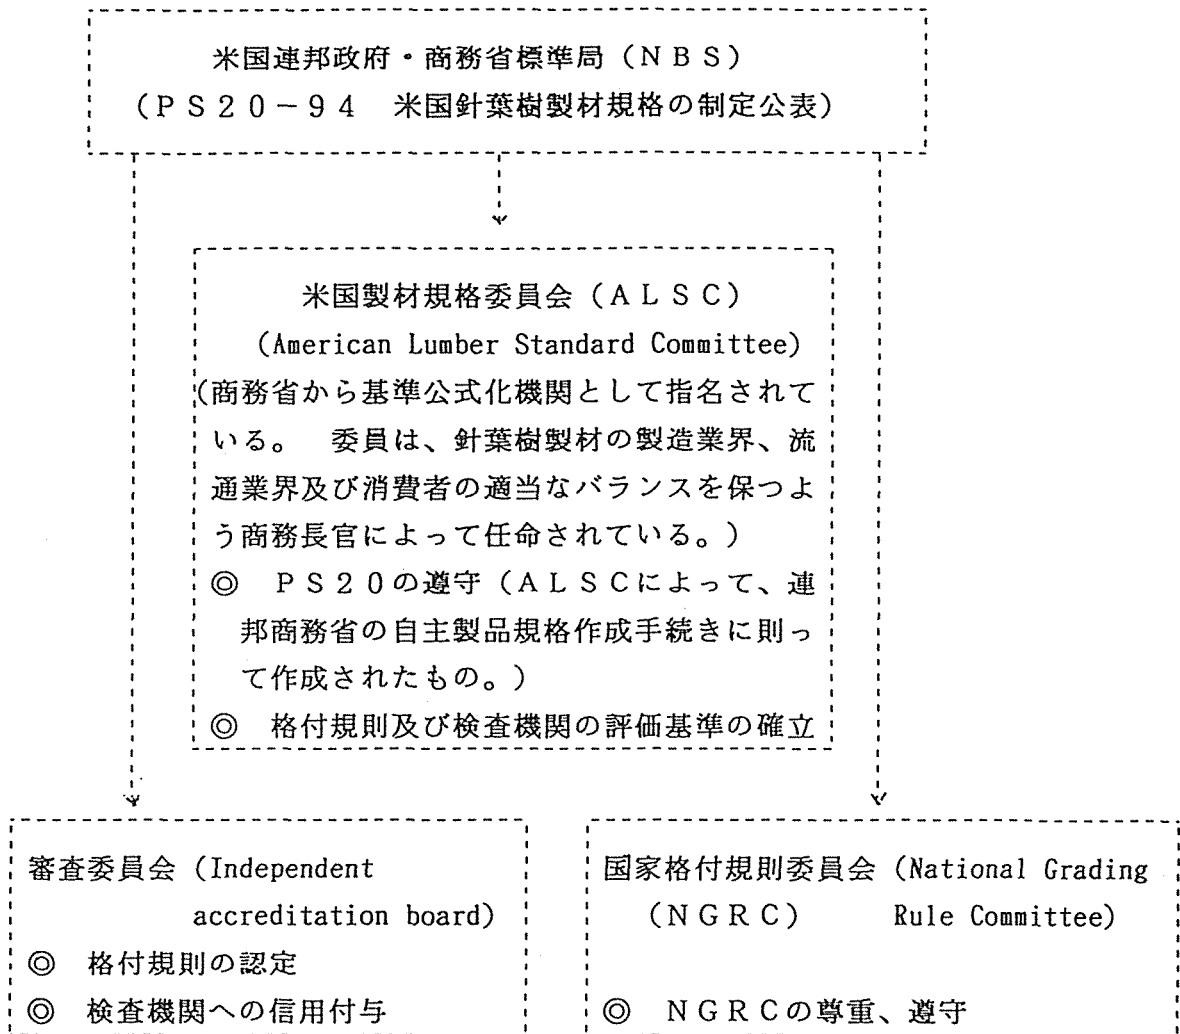 米国連邦政府・商務省標準局(NBS)
(PS20-94 米国針葉樹製材規格の制定公表)
米国製材規格委員会(ALSC)
(American Lumber Standard Committee)
(商務省から基準公式化機関として指名されて
いる。 委員は、針葉樹製材の製造業界、流
通業界及び消費者の適当なバランスを保つよ
う商務長官によって任命されている。)
◎ PS20の遵守(ALSCによって、連
邦商務省の自主製品規格作成手続きに則っ
て作成されたもの。)
◎ 格付規則及び検査機関の評価基準の確立
審査委員会(Independent
accreditation board)
◎ 格付規則の認定
◎ 検査機関への信用付与
国家格付規則委員会(National Grading
(NGRC) Rule Committee)
◎ NGRCの尊重、遵守